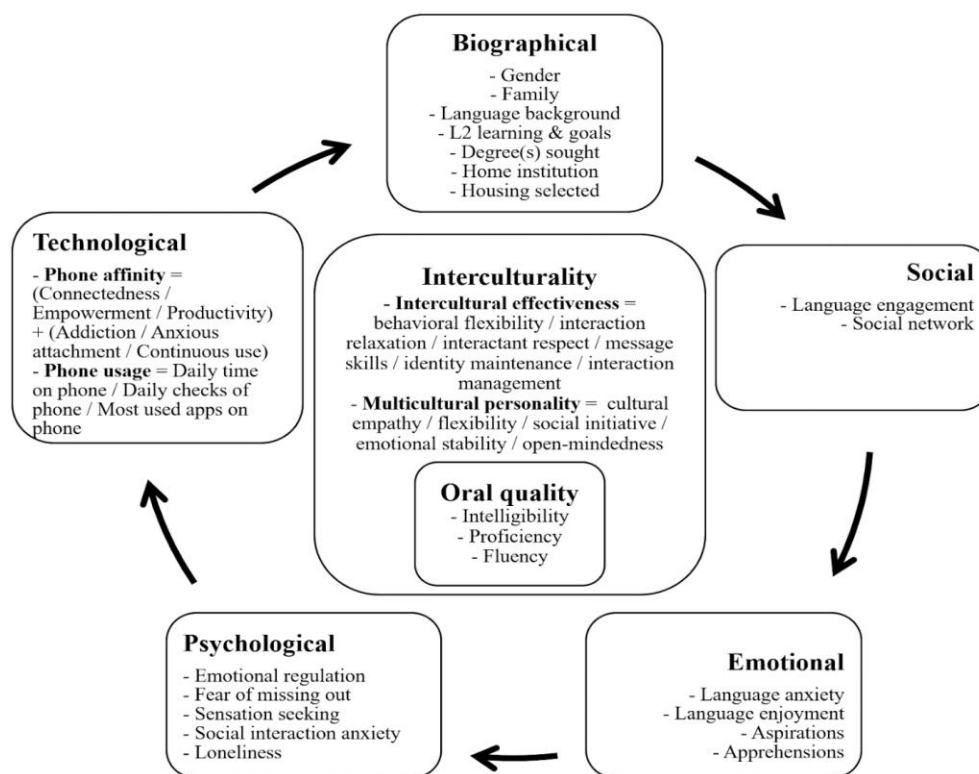 Biographical
- Gender
- Family
- Language background
- L2 learning & goals
- Degree(s) sought
- Home institution
- Housing selected
Technological
- Phone affinity =
(Connectedness /
Empowerment / Productivity)
+ (Addiction / Anxious
attachment / Continuous use)
- Phone usage = Daily time
on phone / Daily checks of
phone / Most used apps on
phone
Interculturality
- Intercultural effectiveness =
behavioral flexibility / interaction
relaxation / interactant respect / message
skills / identity maintenance / interaction
management
- Multicultural personality = cultural
empathy / flexibility / social initiative /
emotional stability / open-mindedness
Oral quality
- Intelligibility
- Proficiency
- Fluency
Social
- Language engagement
- Social network
Psychological
- Emotional regulation
- Fear of missing out
- Sensation seeking
- Social interaction anxiety
- Loneliness
Emotional
- Language anxiety
- Language enjoyment
- Aspirations
- Apprehensions